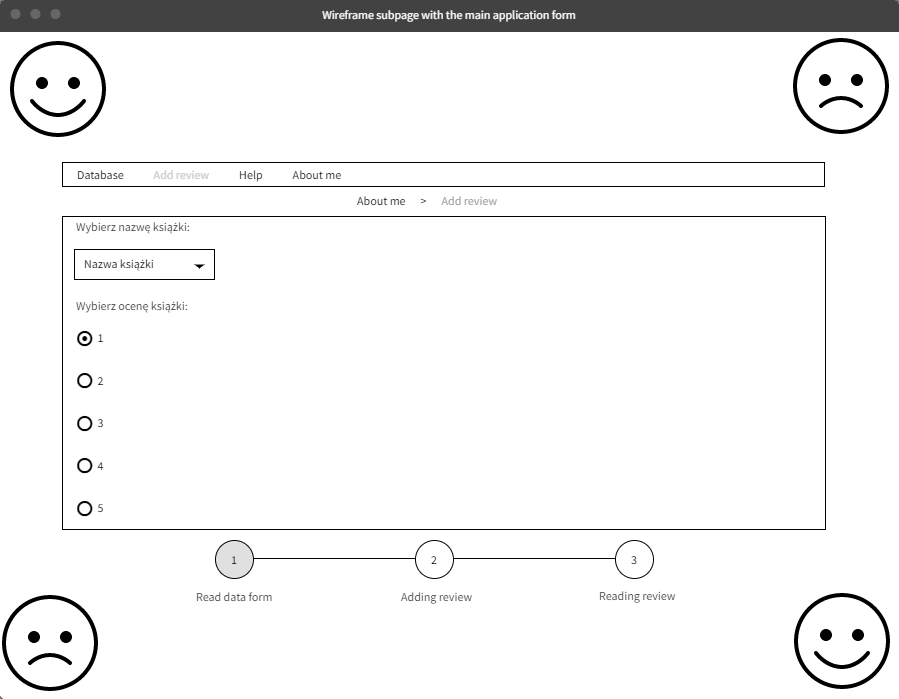 Wireframe subpage with the main application form
Database Add review Help About me
About me > Add review
Wybierz nazwę książki:
Nazwa książki
Wybierz ocenę książki:
1
2
3
4
5
1 2 3
Read data form Adding review Reading review